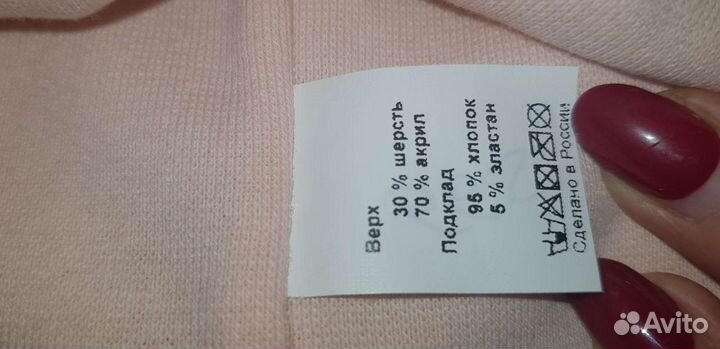 Верх
30 % шерсть
70 % акрил
Подклад
95 % хлопок
5 % эластан
Сделано в России
Avito